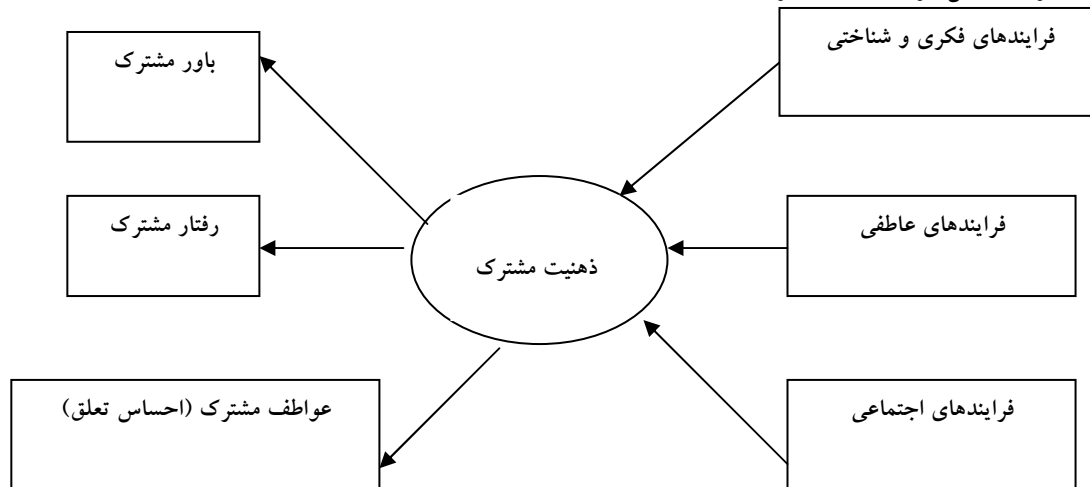 فرایندهای فکری و شناختی
باور مشترک
فرایندهای عاطفی
رفتار مشترک
ذهنیت مشترک
فرایندهای اجتماعی
عواطف مشترک (احساس تعلق)